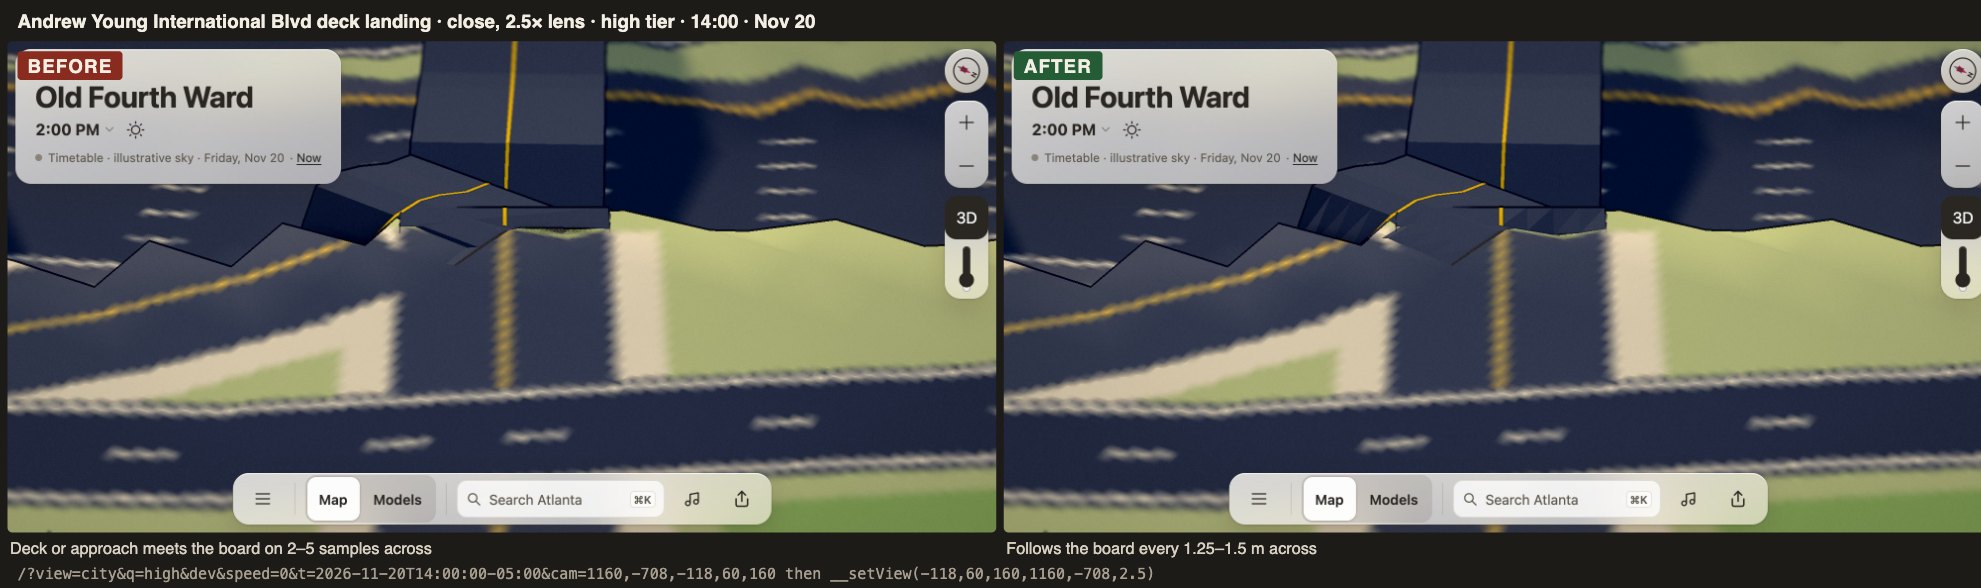 Andrew Young International Blvd deck landing · close, 2.5× lens · high tier · 14:00 · Nov 20
BEFORE
Old Fourth Ward
2:00 PM
Timetable · illustrative sky · Friday, Nov 20 · Now
3D
Map
Models
Search Atlanta
⌘K
Deck or approach meets the board on 2–5 samples across
AFTER
Old Fourth Ward
2:00 PM
Timetable · illustrative sky · Friday, Nov 20 · Now
3D
Map
Models
Search Atlanta
⌘K
Follows the board every 1.25–1.5 m across
/?view=city&q=high&dev&speed=0&t=2026-11-20T14:00:00-05:00&cam=1160,-708,-118,60,160 then __setView(-118,60,160,1160,-708,2.5)